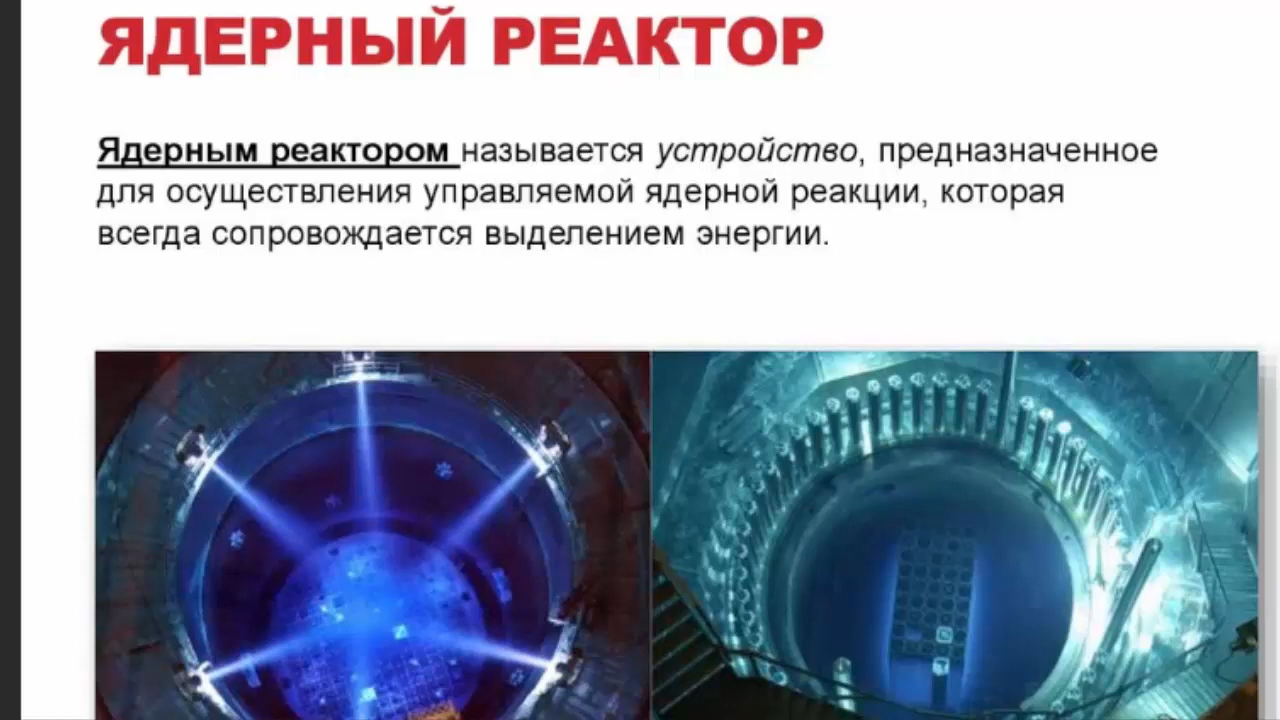 ЯДЕРНЫЙ РЕАКТОР
Ядерным реактором называется устройство, предназначенное
для осуществления управляемой ядерной реакции, которая
всегда сопровождается выделением энергии.